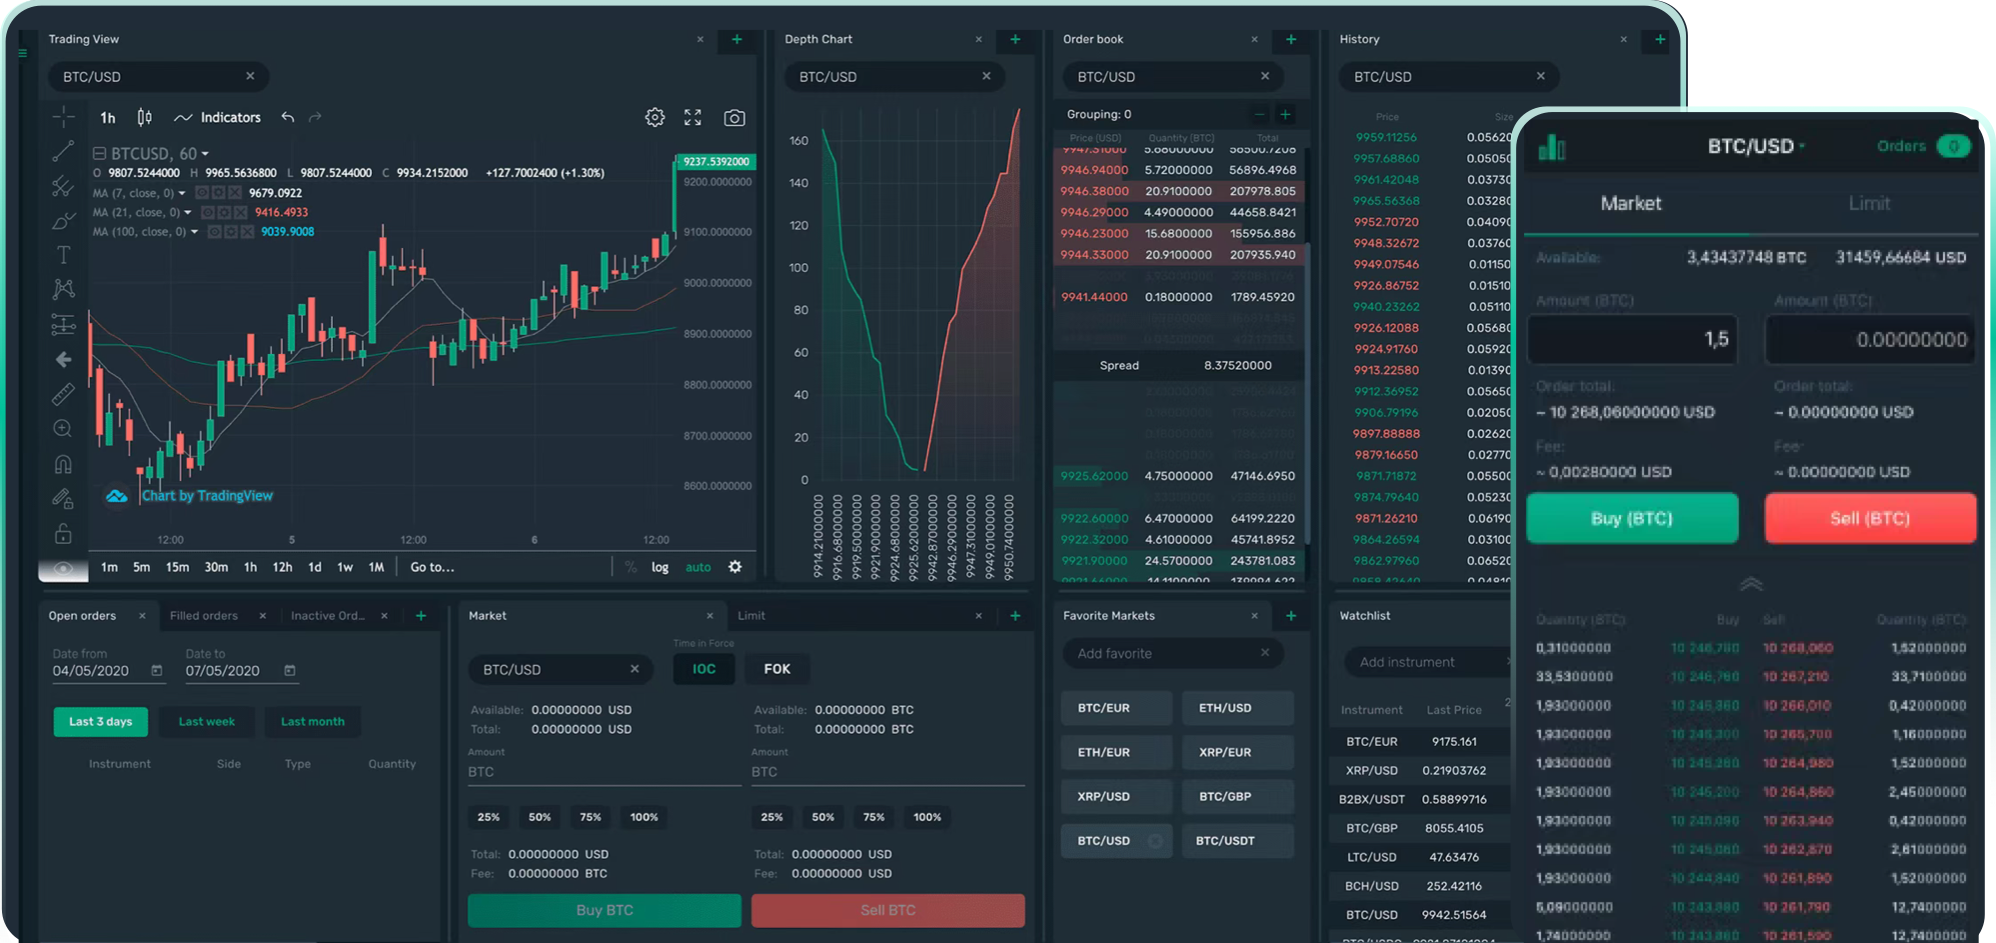 Trading View
BTC/USD
1h Indicators
BTCUSD, 60
O 9807.5244000 H 9965.5636800 L 9807.5244000 C 9934.2152000 +127.7002400 (+1.30%)
MA (7, close, 0) 9679.0922
MA (21, close, 0) 9416.4933
MA (100, close, 0) 9039.9008
9237.5392000
9200.0000000
9100.0000000
9000.0000000
8900.0000000
8800.0000000
8700.0000000
8600.0000000
Chart by TradingView
12:00 5 12:00 6 12:00
1m 5m 15m 30m 1h 12h 1d 1w 1M Go to... % log auto
Depth Chart
BTC/USD
160
140
120
100
80
60
40
20
0
9914.21000000
9916.68000000
9919.50000000
9921.90000000
9924.68000000
9925.62000000
9942.87000000
9946.29000000
9947.31000000
9949.01000000
9950.74000000
Order book
BTC/USD
Grouping: 0
Price (USD) Quantity (BTC) Total
9947.31000 5.68000000 56500.7208
9946.94000 5.72000000 56896.4968
9946.38000 20.9100000 207978.805
9946.29000 4.49000000 44658.8421
9946.23000 15.6800000 155956.886
9944.33000 20.9100000 207935.940
9941.44000 0.18000000 1789.45920
Spread 8.37520000
9925.62000 4.75000000 47146.6950
9922.60000 6.47000000 64199.2220
9922.32000 4.61000000 45741.8952
9921.90000 24.5700000 243781.083
History
BTC/USD
Price Size
9959.11256 0.05620
9957.68860 0.05050
9961.42048 0.03730
9965.56368 0.03280
9952.70720 0.04090
9948.32672 0.03760
9949.07546 0.01150
9926.86752 0.01510
9940.23262 0.05110
9926.12088 0.05680
9924.91760 0.05920
9913.22580 0.01390
9912.36952 0.05650
9906.79196 0.02050
9897.88888 0.02620
9879.16650 0.02770
9871.71872 0.05500
9874.79640 0.05230
9871.26210 0.06190
9864.26594 0.03100
9862.97960 0.06520
Open orders Filled orders Inactive Ord...
Date from Date to
04/05/2020 07/05/2020
Last 3 days Last week Last month
Instrument Side Type Quantity
Market Limit
Time in Force
BTC/USD IOC FOK
Available: 0.00000000 USD Available: 0.00000000 BTC
Total: 0.00000000 USD Total: 0.00000000 BTC
Amount Amount
BTC BTC
25% 50% 75% 100% 25% 50% 75% 100%
Total: 0.00000000 USD Total: 0.00000000 USD
Fee: 0.00000000 BTC Fee: 0.00000000 USD
Buy BTC Sell BTC
Favorite Markets
Add favorite
BTC/EUR ETH/USD
ETH/EUR XRP/EUR
XRP/USD BTC/GBP
BTC/USD BTC/USDT
Watchlist
Add instrument
Instrument Last Price 2
BTC/EUR 9175.161
XRP/USD 0.21903762
B2BX/USDT 0.58899716
BTC/GBP 8055.4105
LTC/USD 47.63476
BCH/USD 252.42116
BTC/USD 9942.51564
BTC/USD Orders 0
Market Limit
Available: 3,43437748 BTC 31459,66684 USD
Amount (BTC) Amount (BTC)
1,5 0.00000000
Order total: Order total:
~ 10 268,06000000 USD ~ 0.00000000 USD
Fee: Fee:
~ 0,00280000 USD ~ 0.00000000 USD
Buy (BTC) Sell (BTC)
Quantity (BTC) Buy Sell Quantity (BTC)
0,31000000 10 246,780 10 268,060 1,52000000
33,5300000 10 246,760 10 267,210 33,7100000
1,93000000 10 266,010 0,42000000
1,93000000 10 265,700 1,16000000
1,93000000 10 264,980 1,52000000
1,93000000 10 264,860 2,45000000
1,93000000 10 263,940 0,42000000
1,93000000 10 262,870 2,61000000
1,93000000 10 244,840 10 261,890 1,52000000
5,09000000 10 243,880 10 261,790 12,7400000
1,74000000 10 243,860 10 261,590 12,7400000